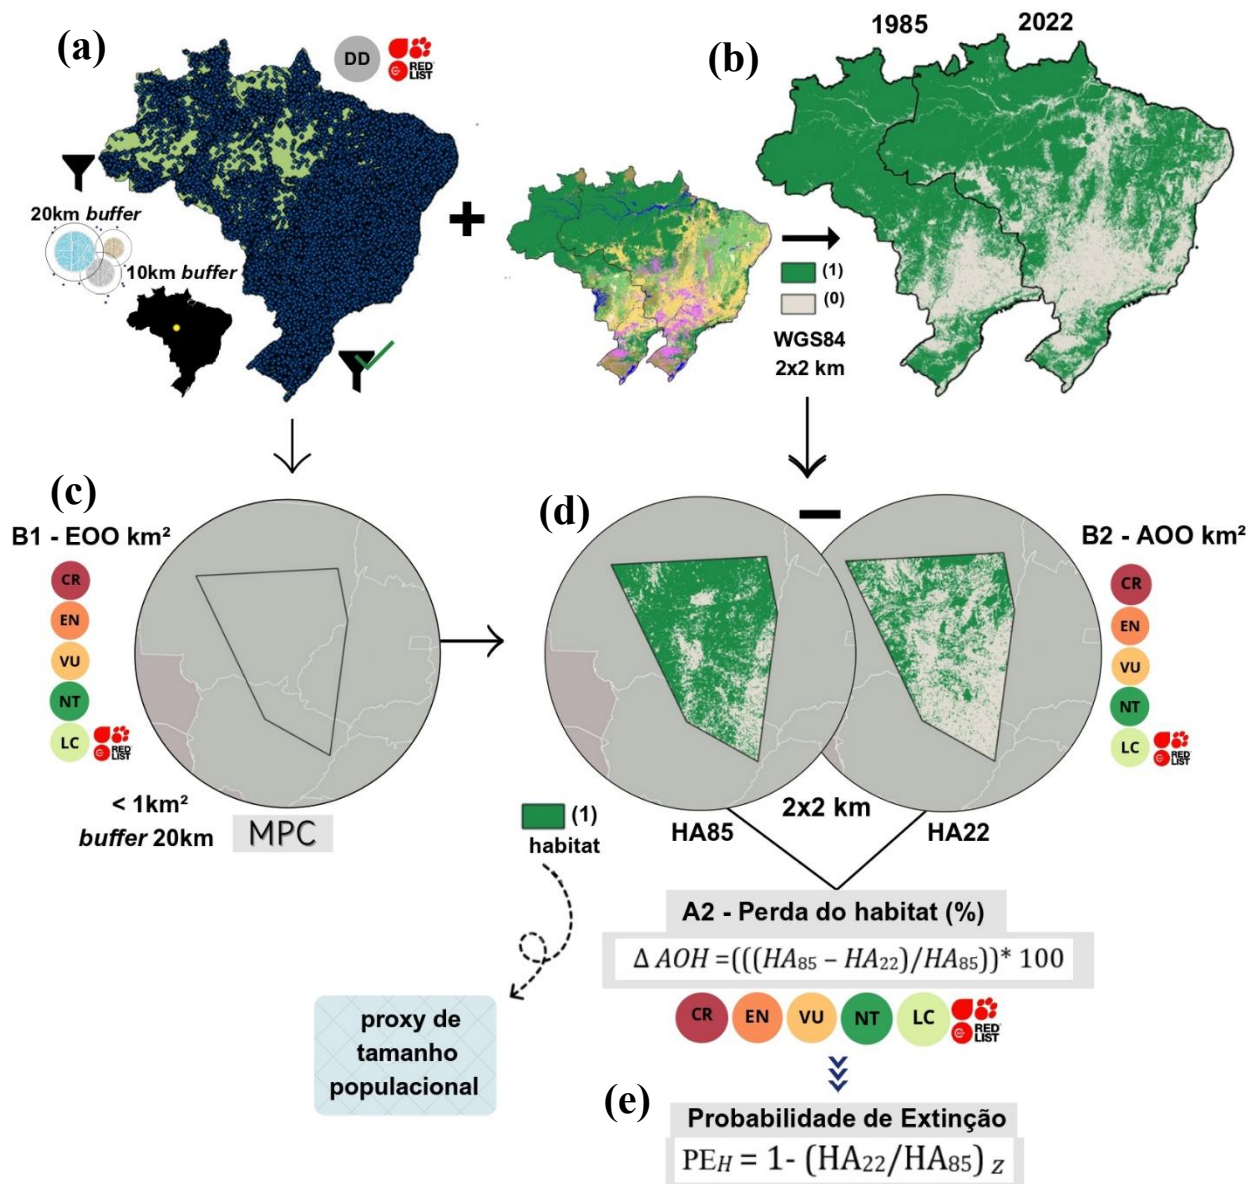 (a)
DD
RED
LIST
20km buffer
10km buffer
(b)
1985
2022
(1)
(0)
WGS84
2x2 km
(c)
B1 - EOO km²
CR
EN
VU
NT
LC
RED
LIST
< 1km²
buffer 20km
MPC
(d)
B2 - AOO km²
CR
EN
VU
NT
LC
RED
LIST
2x2 km
HA85
HA22
(1)
habitat
proxy de
tamanho
populacional
A2 - Perda do habitat (%)
Δ AOH =(((HA₈₅ – HA₂₂)/HA₈₅))* 100
CR
EN
VU
NT
LC
RED
LIST
(e)
Probabilidade de Extinção
PE_H = 1- (HA₂₂/HA₈₅) z